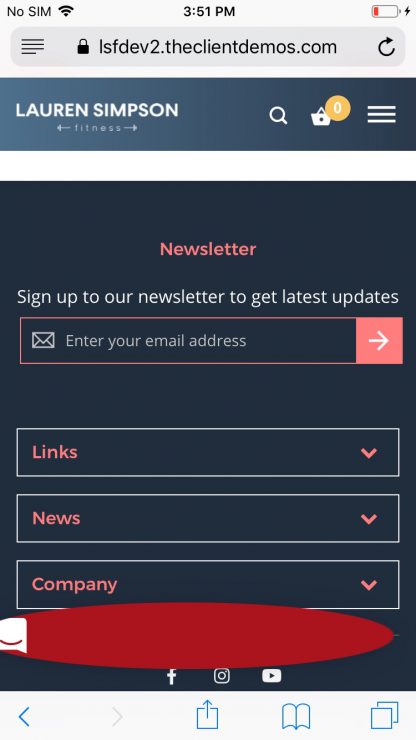 No SIM 3:51 PM
lsfdev2.theclientdemos.com
LAUREN SIMPSON
fitness
0
Newsletter
Sign up to our newsletter to get latest updates
Enter your email address
Links
News
Company